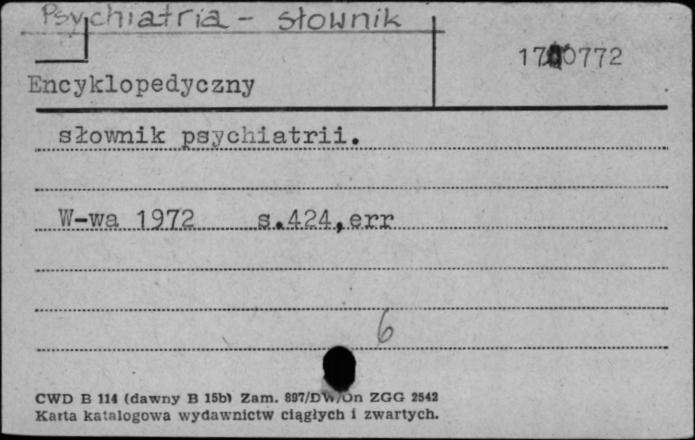 Psychiatria - słownik
Encyklopedyczny
słownik psychiatrii.
W-wa 1972 s.424,err
6
CWD B 114 (dawny B 15b) Zam. 897/DW/On ZGG 2542
Karta katalogowa wydawnictw ciągłych i zwartych.